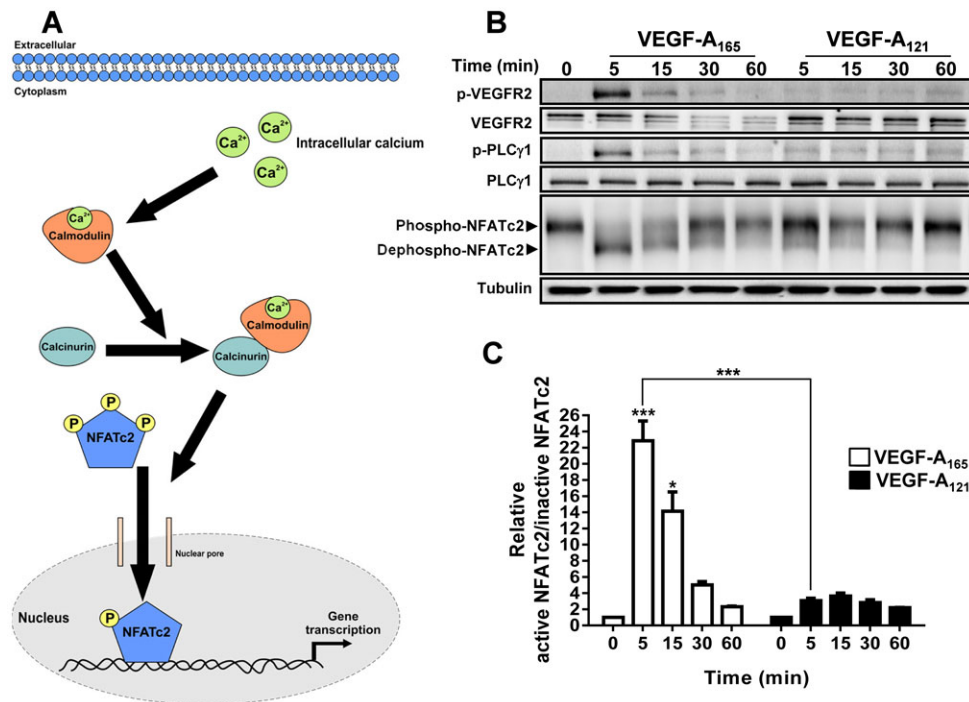 A
Extracellular
Cytoplasm
Ca2+
Ca2+
Ca2+
Intracellular calcium
Ca2+
Calmodulin
Ca2+
Calmodulin
Calcinurin
Calcinurin
P
P
P
NFATc2
Nuclear pore
Nucleus
P
NFATc2
Gene
transcription
B
VEGF-A165 VEGF-A121
Time (min) 0 5 15 30 60 5 15 30 60
p-VEGFR2
VEGFR2
p-PLCγ1
PLCγ1
Phospho-NFATc2
Dephospho-NFATc2
Tubulin
C
Relative
active NFATc2/inactive NFATc2
26
24
22
20
18
16
14
12
10
8
6
4
2
0
***
***
*
VEGF-A165
VEGF-A121
0 5 15 30 60 0 5 15 30 60
Time (min)